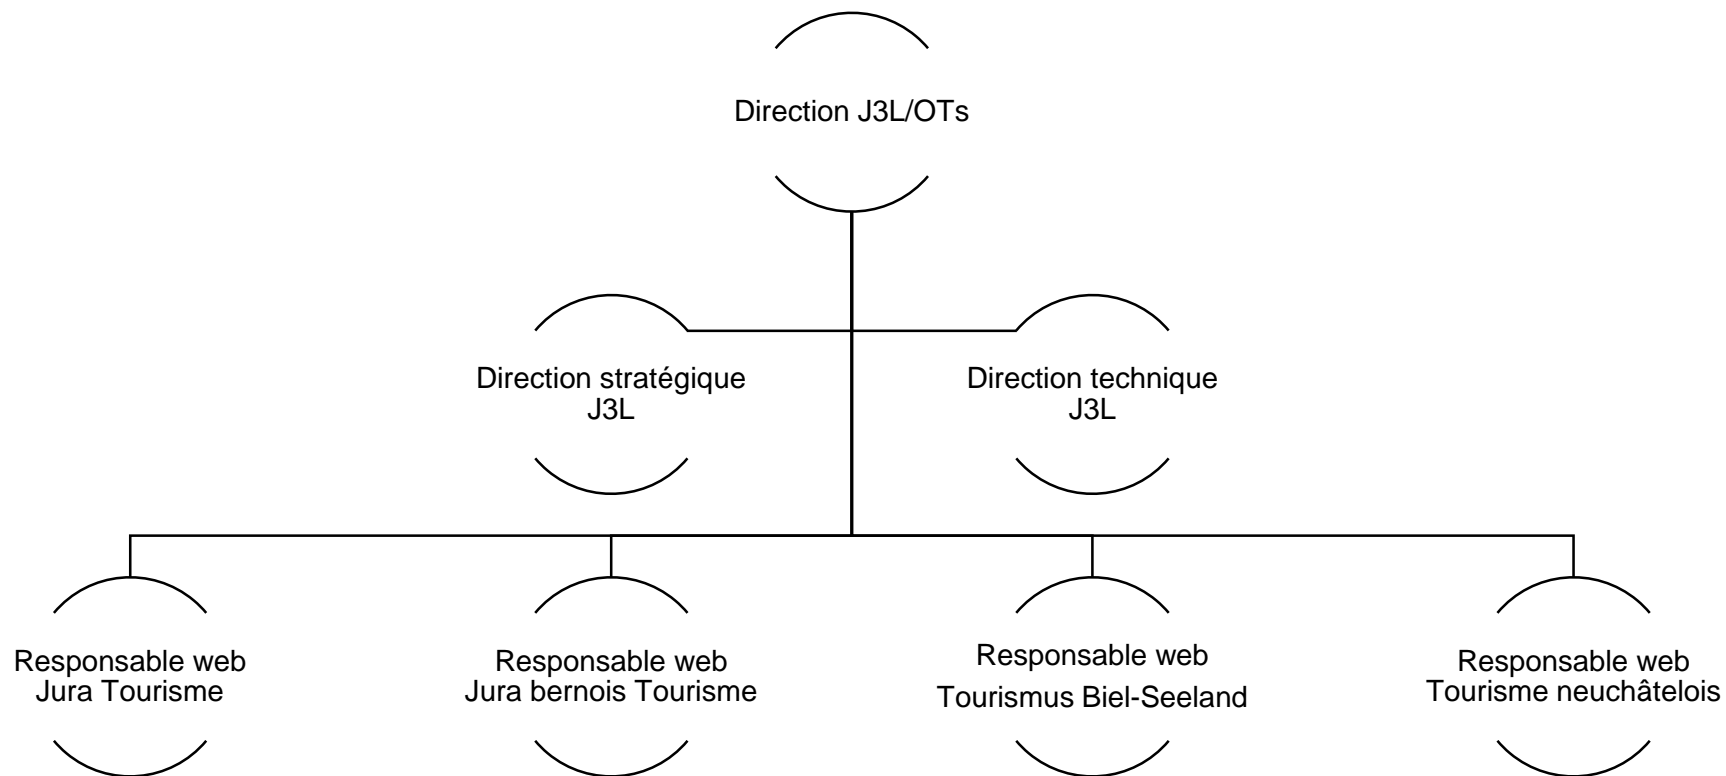 Direction J3L/OTs
Direction stratégique
J3L
Direction technique
J3L
Responsable web
Jura Tourisme
Responsable web
Jura bernois Tourisme
Responsable web
Tourismus Biel-Seeland
Responsable web
Tourisme neuchâtelois